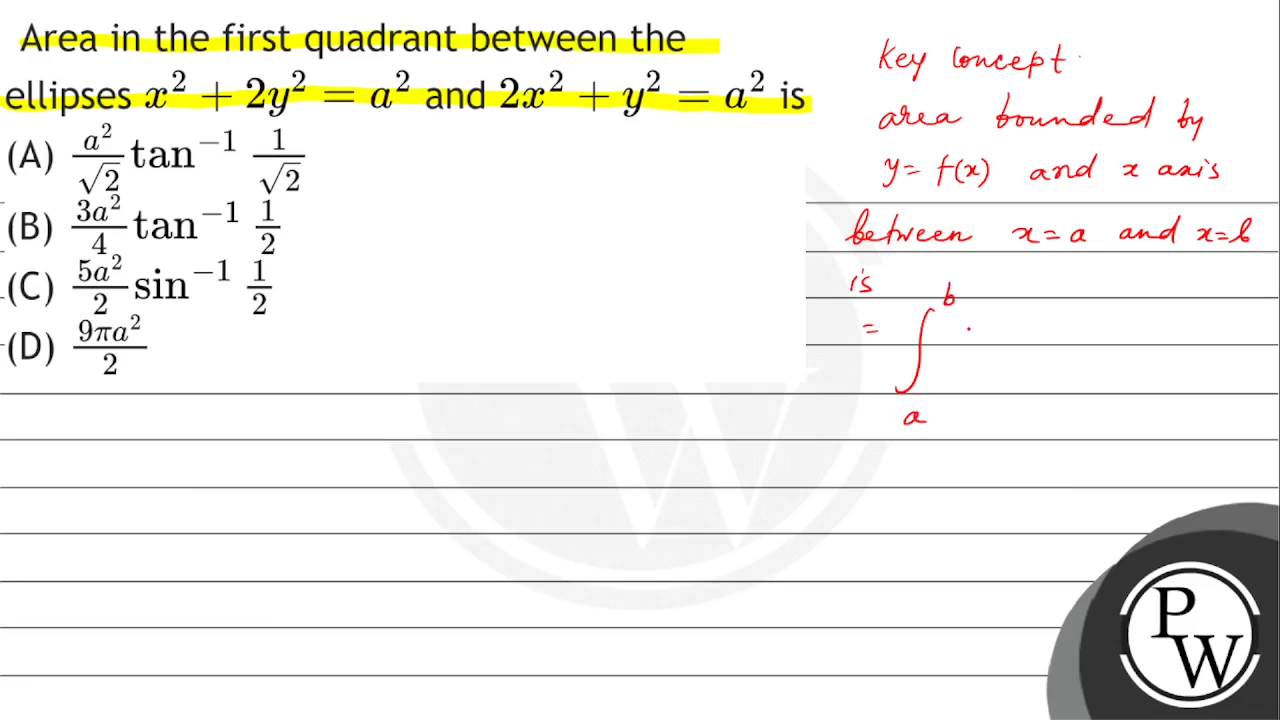 Area in the first quadrant between the
ellipses x² + 2y² = a² and 2x² + y² = a² is
(A) a²/√2 tan⁻¹ 1/√2
(B) 3a²/4 tan⁻¹ 1/2
(C) 5a²/2 sin⁻¹ 1/2
(D) 9πa²/2
Key concept
area bounded by
y = f(x) and x axis
between x = a and x = b
is
= ∫ₐᵇ
P
W